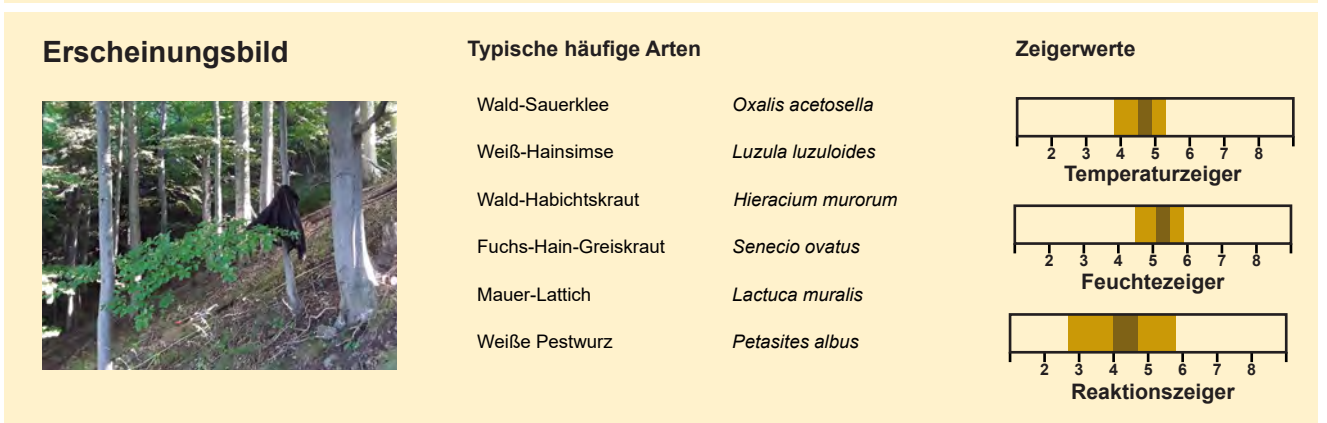 Erscheinungsbild
Typische häufige Arten
Wald-Sauerklee Oxalis acetosella
Weiß-Hainsimse Luzula luzuloides
Wald-Habichtskraut Hieracium murorum
Fuchs-Hain-Greiskraut Senecio ovatus
Mauer-Lattich Lactuca muralis
Weiße Pestwurz Petasites albus
Zeigerwerte
2 3 4 5 6 7 8
Temperaturzeiger
2 3 4 5 6 7 8
Feuchtezeiger
2 3 4 5 6 7 8
Reaktionszeiger